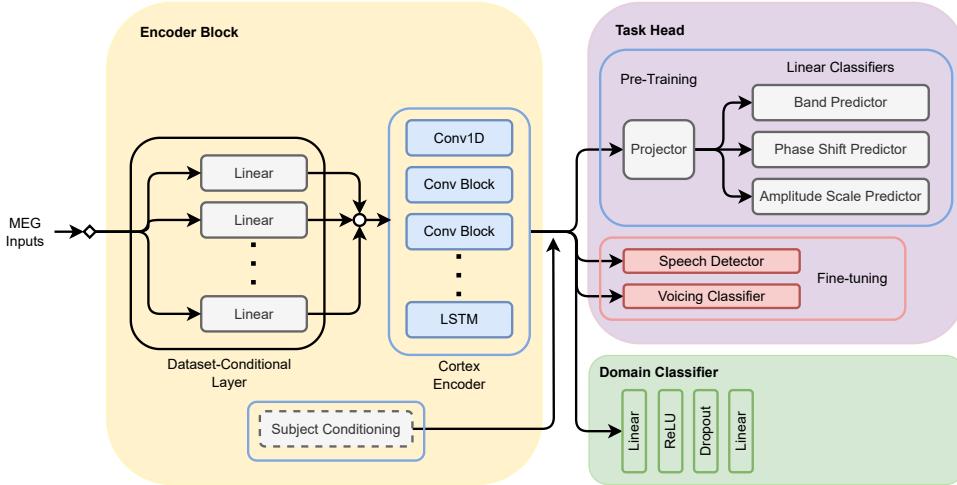 Encoder Block
MEG
Inputs
Linear
Linear
Linear
Dataset-Conditional
Layer
Conv1D
Conv Block
Conv Block
LSTM
Cortex
Encoder
Subject Conditioning
Task Head
Pre-Training
Linear Classifiers
Projector
Band Predictor
Phase Shift Predictor
Amplitude Scale Predictor
Speech Detector
Voicing Classifier
Fine-tuning
Domain Classifier
Linear
ReLU
Dropout
Linear